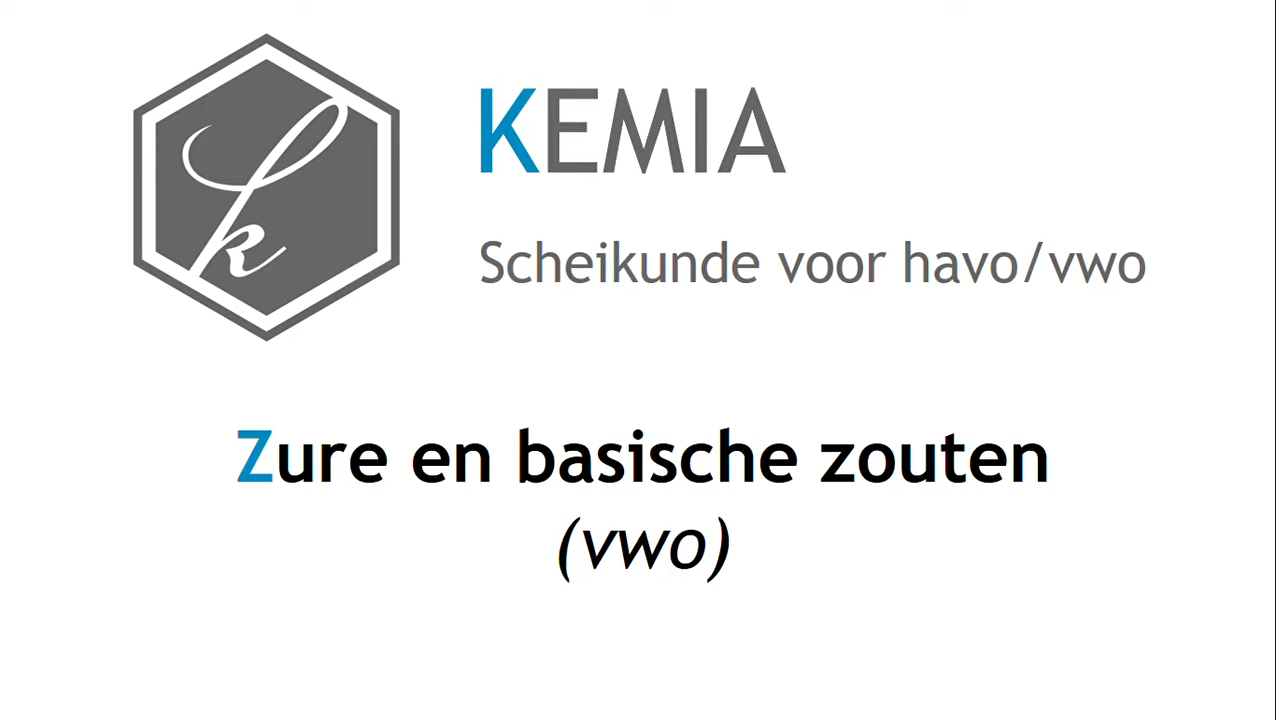 k
KEMIA
Scheikunde voor havo/vwo
Zure en basische zouten
(vwo)